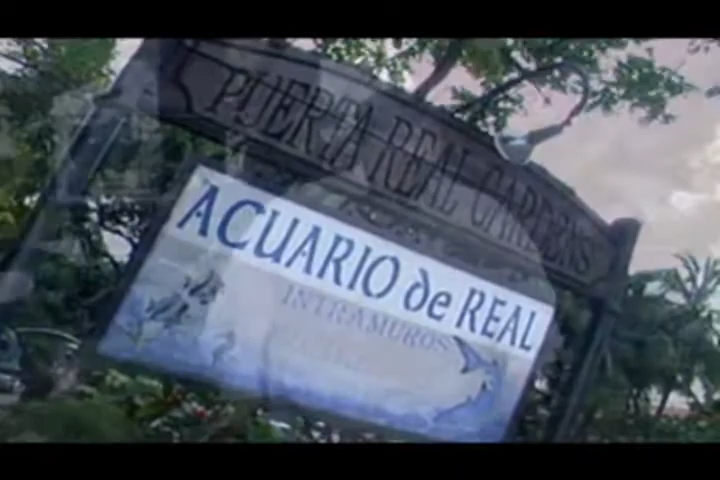 PUERTA REAL GARDENS
ACUARIO de REAL
INTRAMUROS